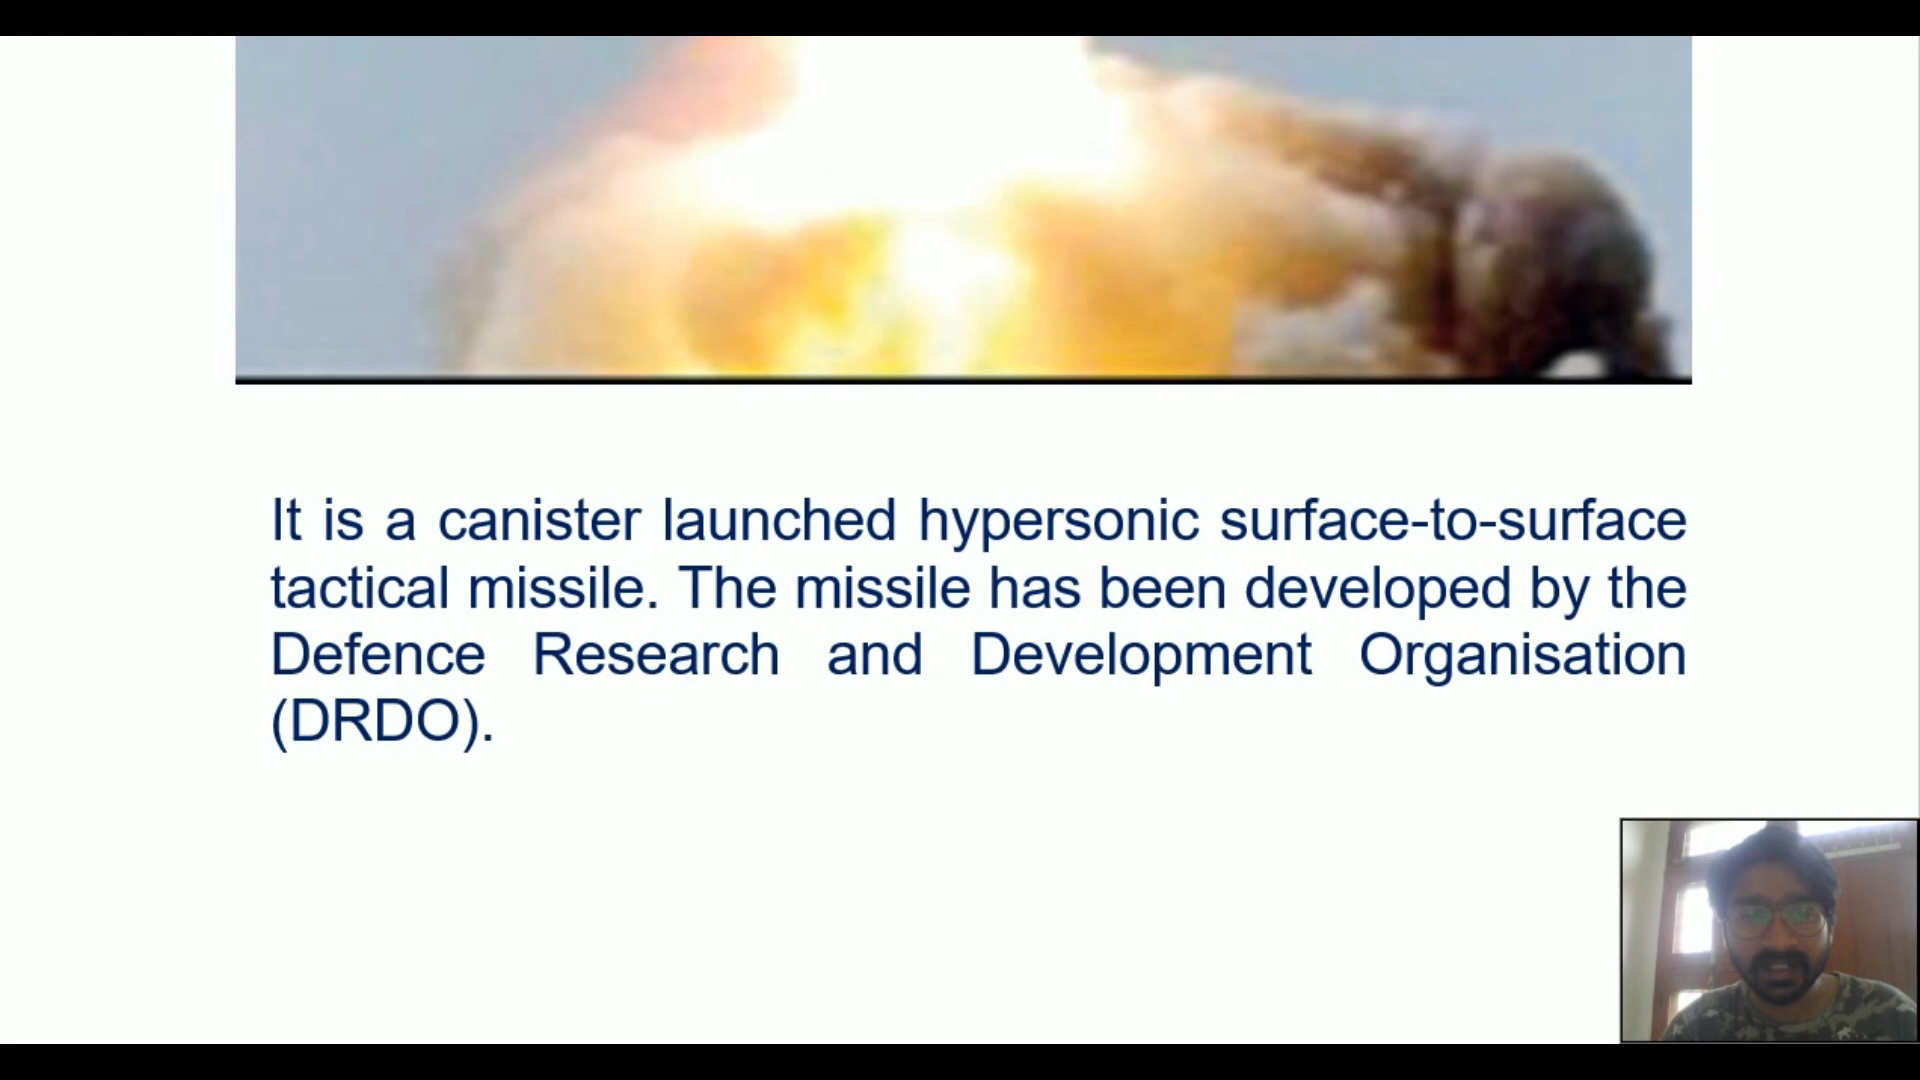 It is a canister launched hypersonic surface-to-surface
tactical missile. The missile has been developed by the
Defence Research and Development Organisation
(DRDO).